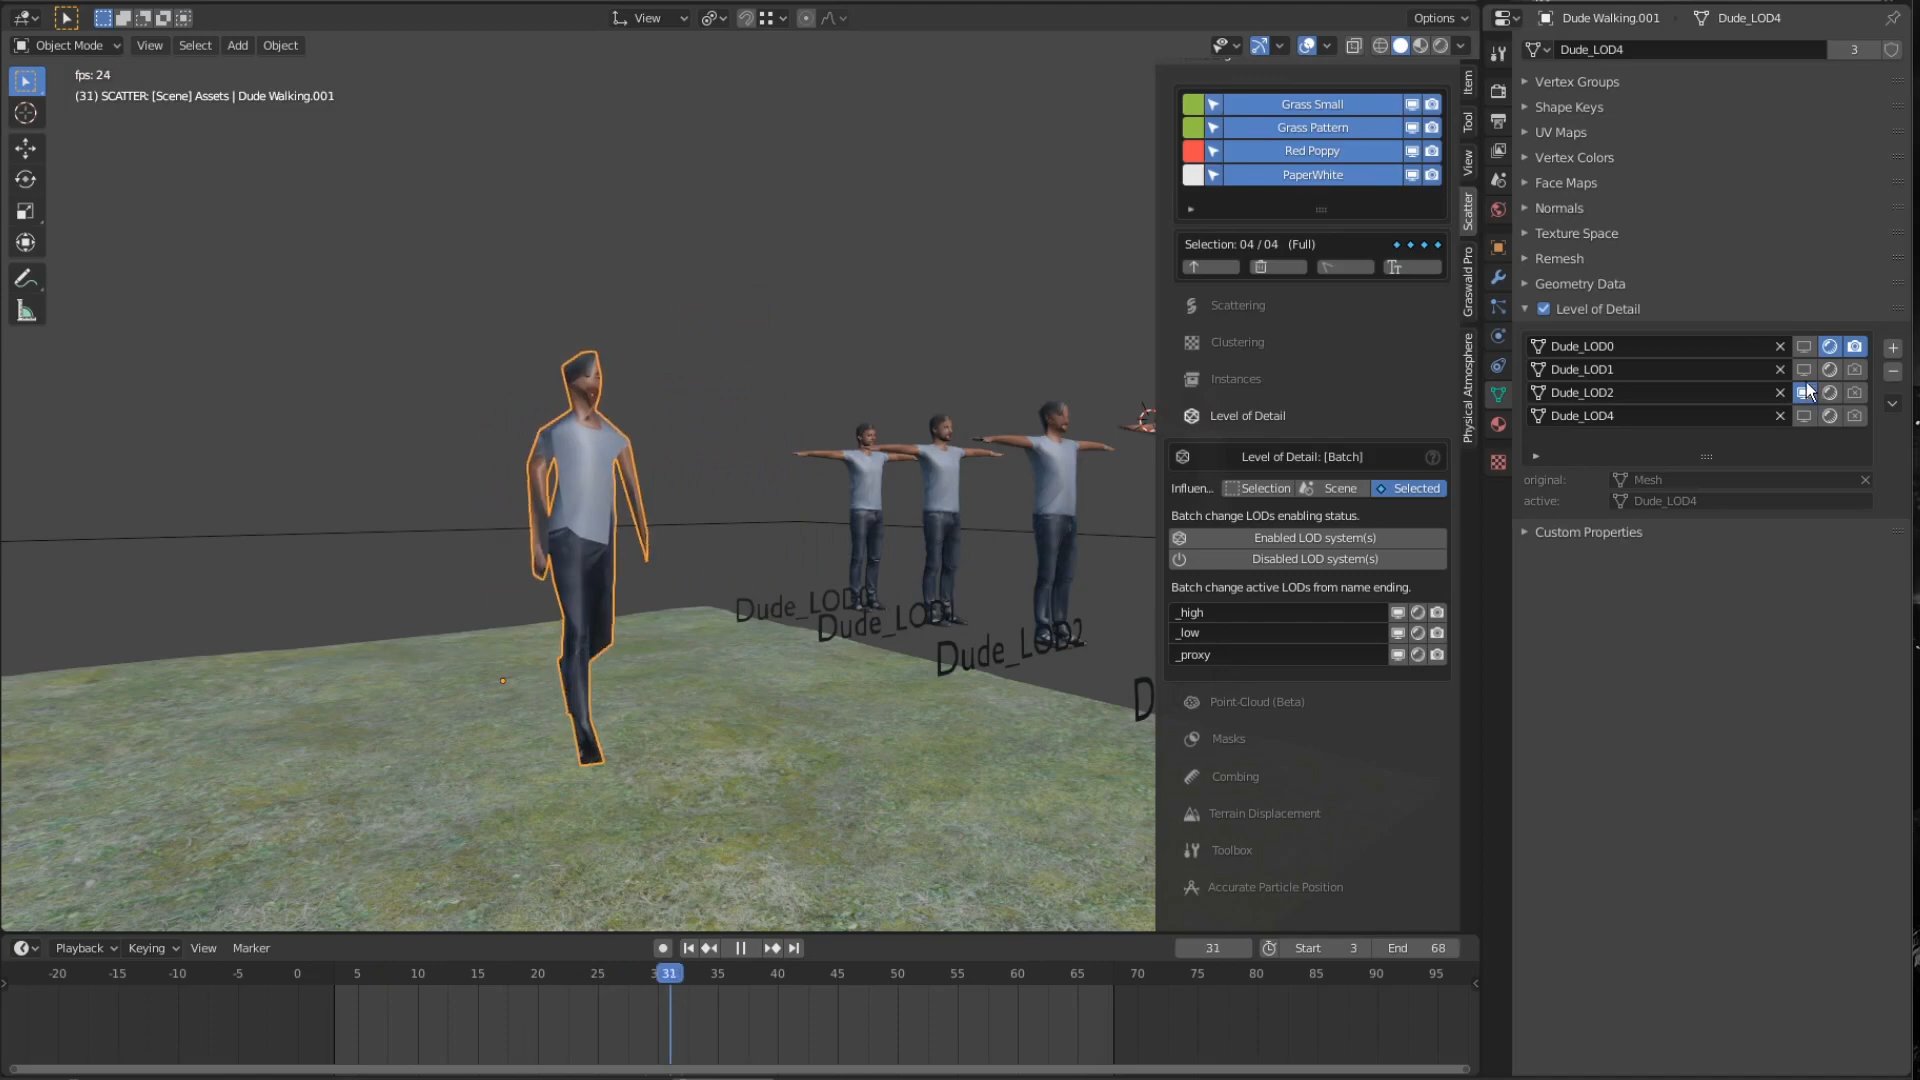 View
Options
Dude Walking.001
Dude_LOD4
Object Mode
View
Select
Add
Object
Dude_LOD4
3
fps: 24
(31) SCATTER: [Scene] Assets | Dude Walking.001
Item
Tool
View
Scatter
Graswald Pro
Physical Atmosphere
Grass Small
Grass Pattern
Red Poppy
PaperWhite
Selection: 04 / 04 (Full)
Scattering
Clustering
Instances
Level of Detail
Level of Detail: [Batch]
Influen...
Selection
Scene
Selected
Batch change LODs enabling status.
Enabled LOD system(s)
Disabled LOD system(s)
Batch change active LODs from name ending.
_high
_low
_proxy
Point-Cloud (Beta)
Masks
Combing
Terrain Displacement
Toolbox
Accurate Particle Position
Vertex Groups
Shape Keys
UV Maps
Vertex Colors
Face Maps
Normals
Texture Space
Remesh
Geometry Data
Level of Detail
Dude_LOD0
Dude_LOD1
Dude_LOD2
Dude_LOD4
original:
Mesh
active:
Dude_LOD4
Custom Properties
Dude_LOD0
Dude_LOD1
Dude_LOD2
D
Playback
Keying
View
Marker
31
Start 3
End 68
-20 -15 -10 -5 0 5 10 15 20 25 3 31 35 40 45 50 55 60 65 70 75 80 85 90 95